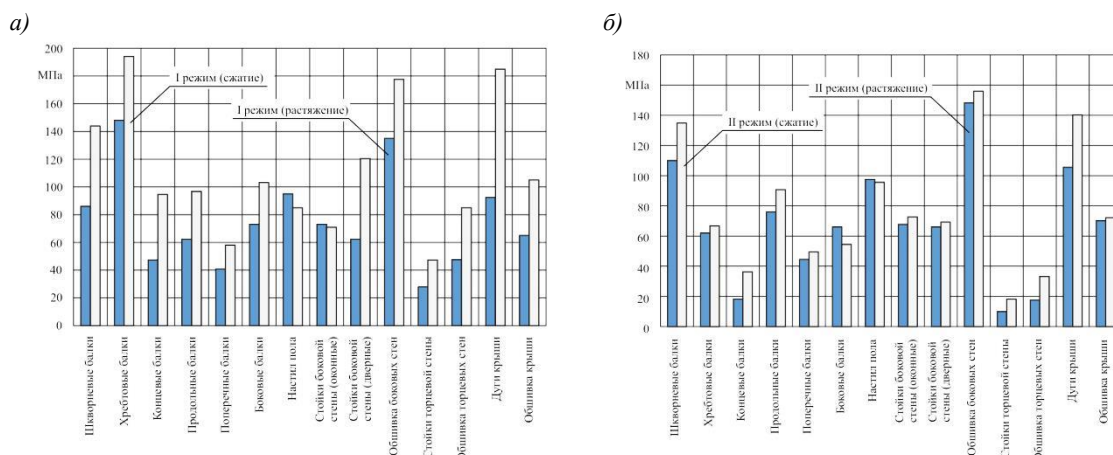 а)
200
МПа
180
160
140
120
100
80
60
40
20
0
I режим (сжатие)
I режим (растяжение)
Шкворневые балки
Хребтовые балки
Концевые балки
Продольные балки
Поперечные балки
Боковые балки
Настил пола
Стойки боковой
стены (оконные)
Стойки боковой
стены (дверные)
Обшивка боковых стен
Стойки торцевой стены
Обшивка торцевых стен
Дуги крыши
Обшивка крыши
б)
180
МПа
140
120
100
80
60
40
20
0
II режим (растяжение)
II режим (сжатие)
Шкворневые балки
Хребтовые балки
Концевые балки
Продольные балки
Поперечные балки
Боковые балки
Настил пола
Стойки боковой
стены (оконные)
Стойки боковой
стены (дверные)
Обшивка боковых стен
Стойки торцевой стены
Обшивка торцевых стен
Дуги крыши
Обшивка крыши